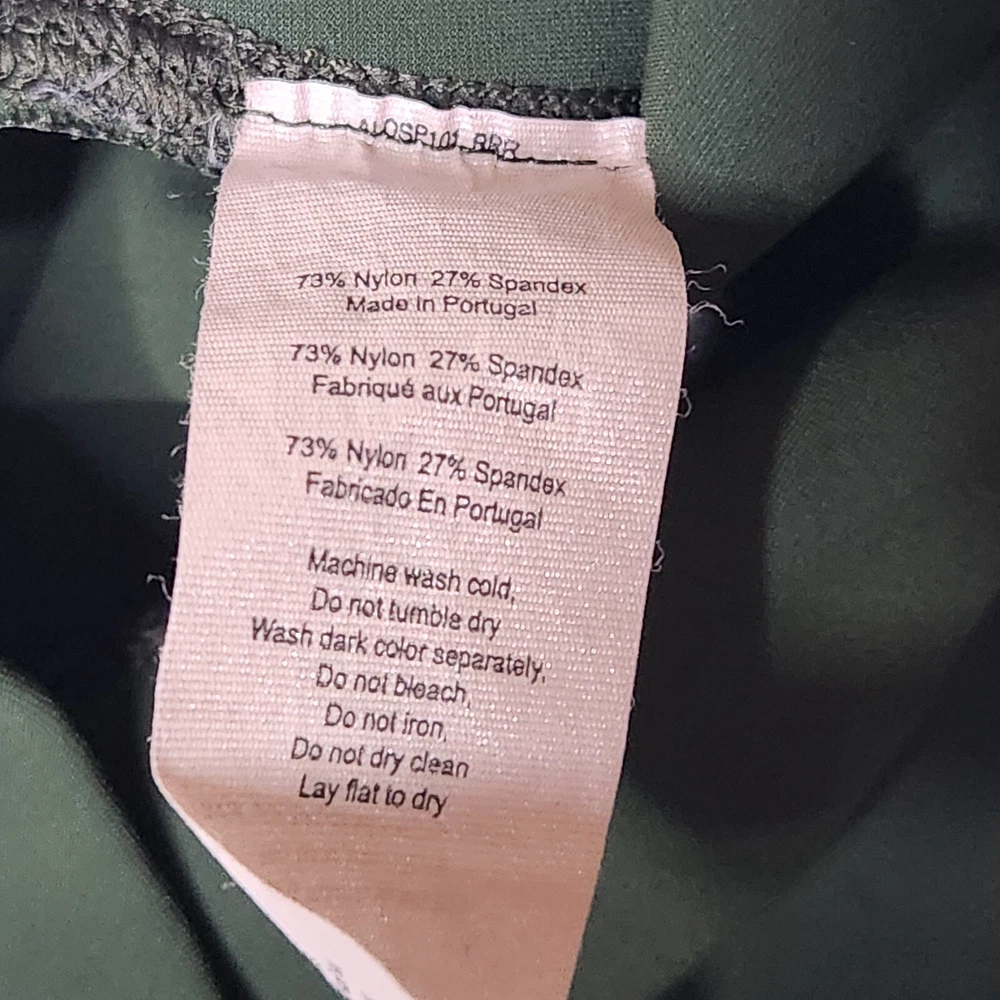 73% Nylon 27% Spandex
Made In Portugal
73% Nylon 27% Spandex
Fabriqué aux Portugal
73% Nylon 27% Spandex
Fabricado En Portugal
Machine wash cold,
Do not tumble dry
Wash dark color separately,
Do not bleach,
Do not iron,
Do not dry clean
Lay flat to dry